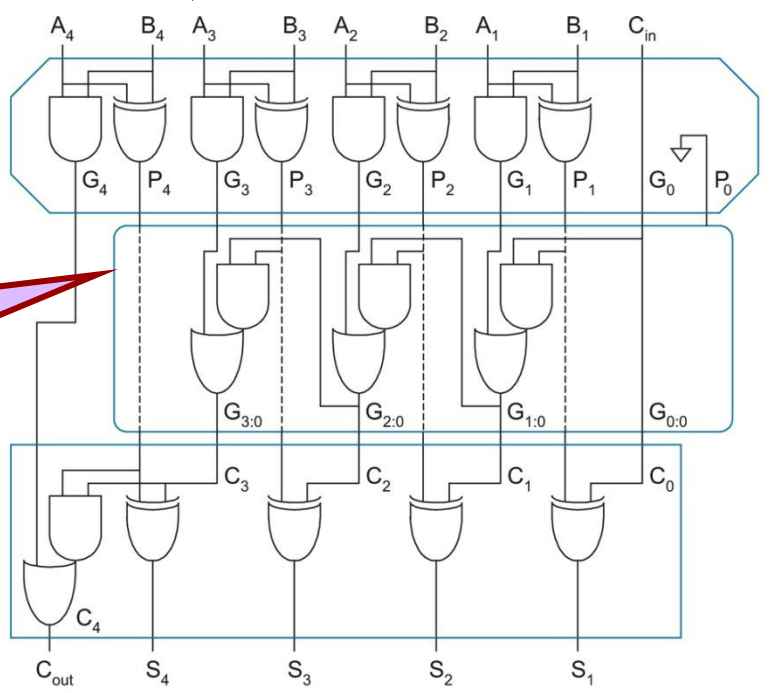 A4 B4 A3 B3 A2 B2 A1 B1 Cin
G4 P4 G3 P3 G2 P2 G1 P1 G0 P0
G3:0 G2:0 G1:0 G0:0
C3 C2 C1 C0
C4
Cout S4 S3 S2 S1